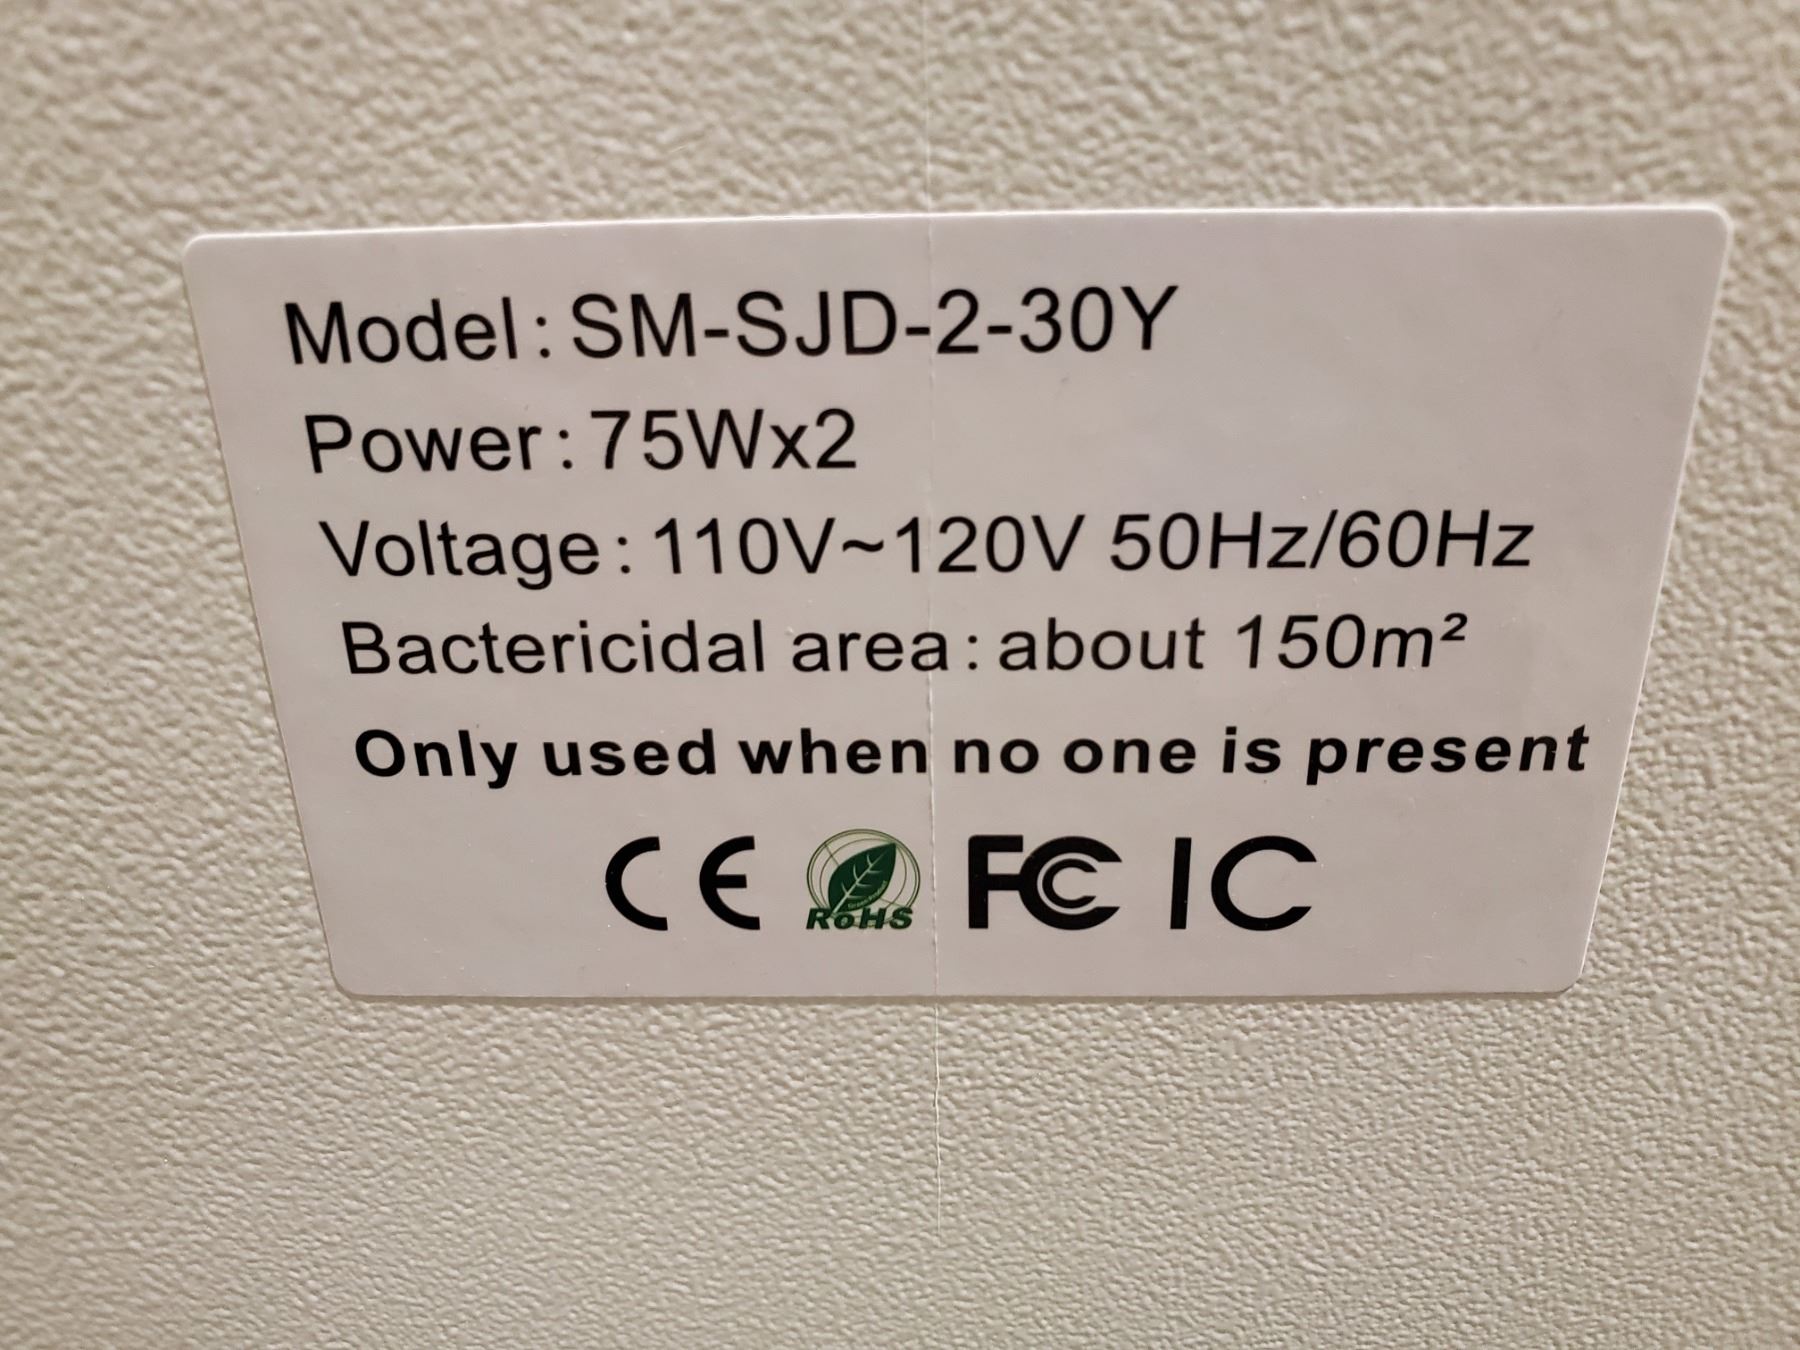 Model: SM-SJD-2-30Y
Power: 75Wx2
Voltage: 110V~120V 50Hz/60Hz
Bactericidal area: about 150m²
Only used when no one is present
CE RoHS FC IC